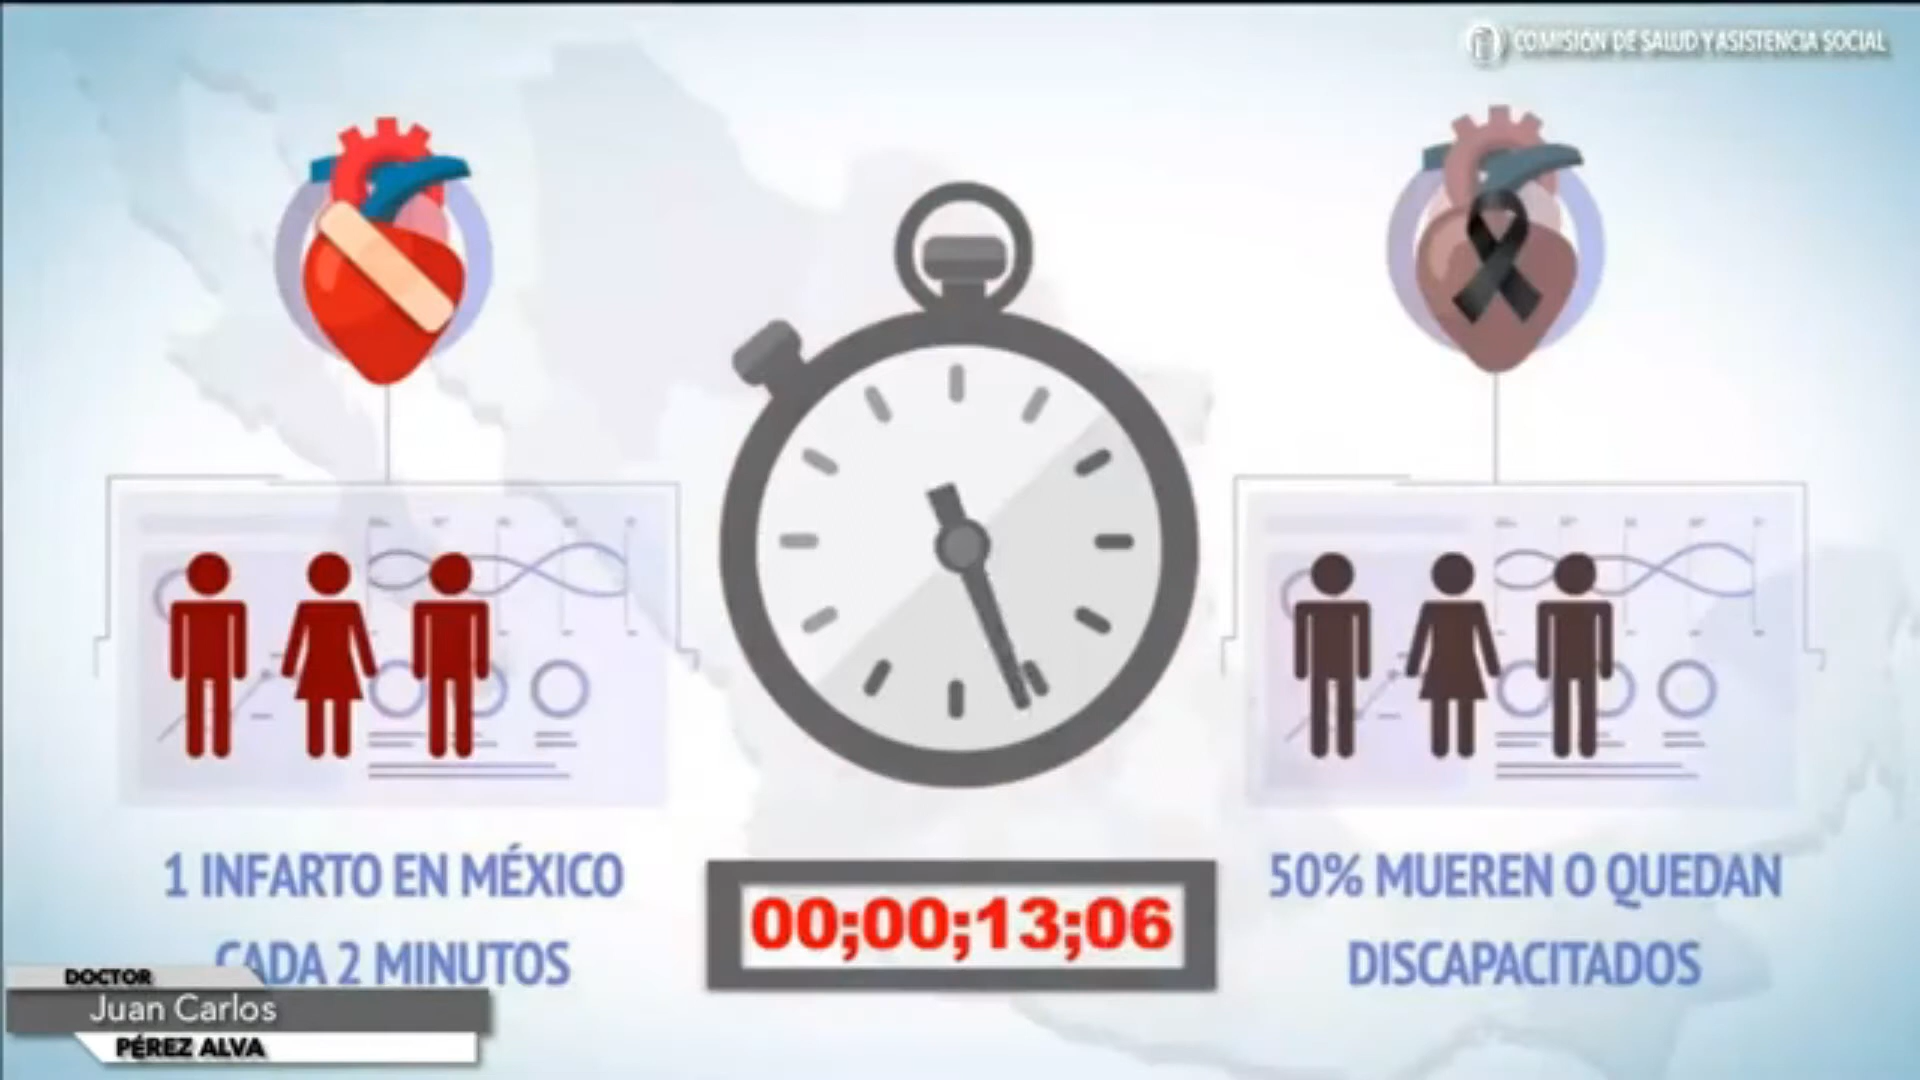 COMISIÓN DE SALUD Y ASISTENCIA SOCIAL
1 INFARTO EN MÉXICO
CADA 2 MINUTOS
00;00;13;06
50% MUEREN O QUEDAN
DISCAPACITADOS
DOCTOR
Juan Carlos
PÉREZ ALVA